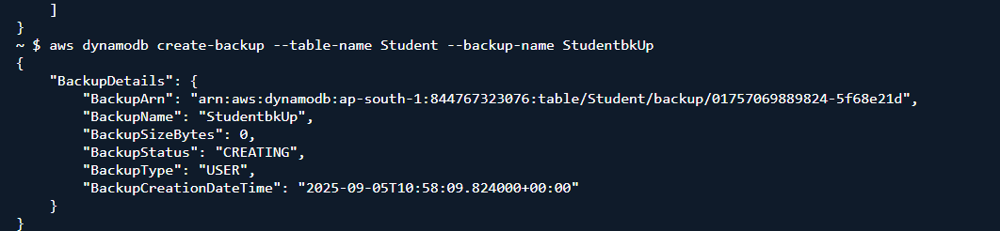 ]
}
~ $ aws dynamodb create-backup --table-name Student --backup-name StudentbkUp
{
"BackupDetails": {
"BackupArn": "arn:aws:dynamodb:ap-south-1:844767323076:table/Student/backup/01757069889824-5f68e21d",
"BackupName": "StudentbkUp",
"BackupSizeBytes": 0,
"BackupStatus": "CREATING",
"BackupType": "USER",
"BackupCreationDateTime": "2025-09-05T10:58:09.824000+00:00"
}
}